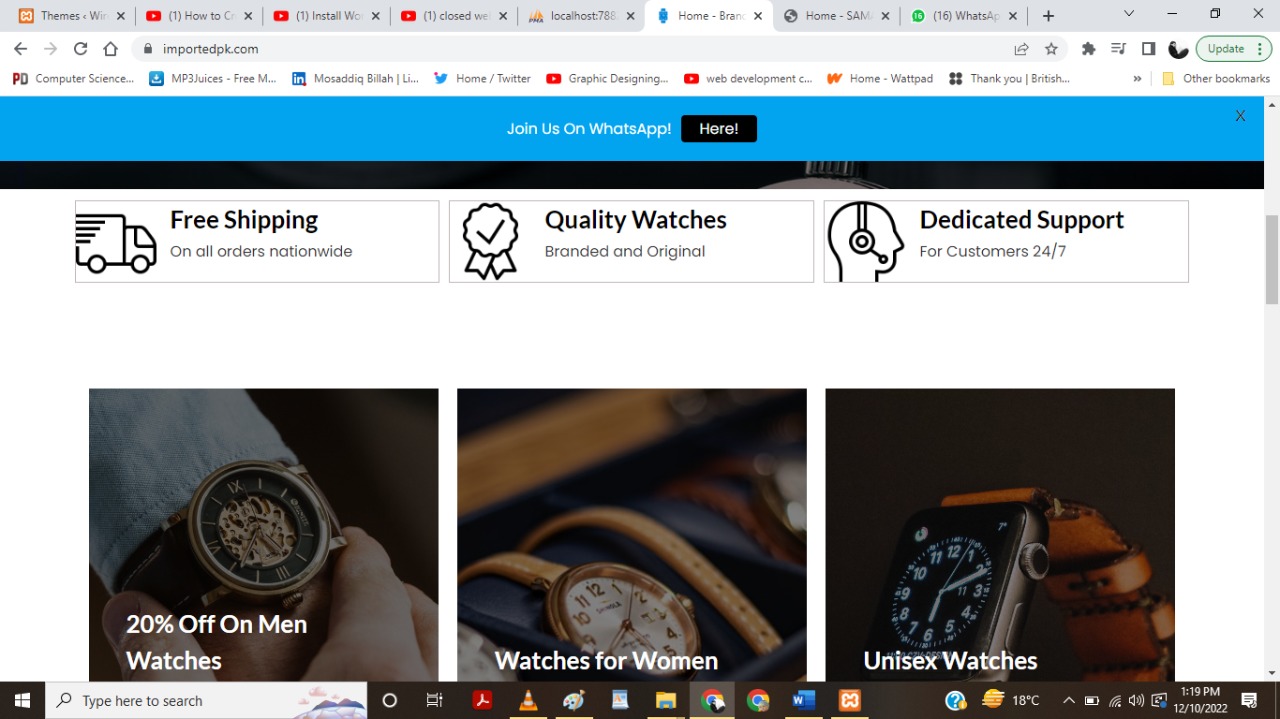 Themes ‹ Wi
(1) How to Cr
(1) Install Wo
(1) classic we
localhost:788
Home - Bran
Home - SAM
(16) WhatsAp
importedpk.com
Update
Computer Science...
MP3Juices - Free M...
Mosaddiq Billah | Li...
Home / Twitter
Graphic Designing...
web development c...
Home - Wattpad
Thank you | British...
»
Other bookmarks
Join Us On WhatsApp!
Here!
X
Free Shipping
On all orders nationwide
Quality Watches
Branded and Original
Dedicated Support
For Customers 24/7
20% Off On Men
Watches
Watches for Women
Unisex Watches
Type here to search
18°C
1:19 PM
12/10/2022